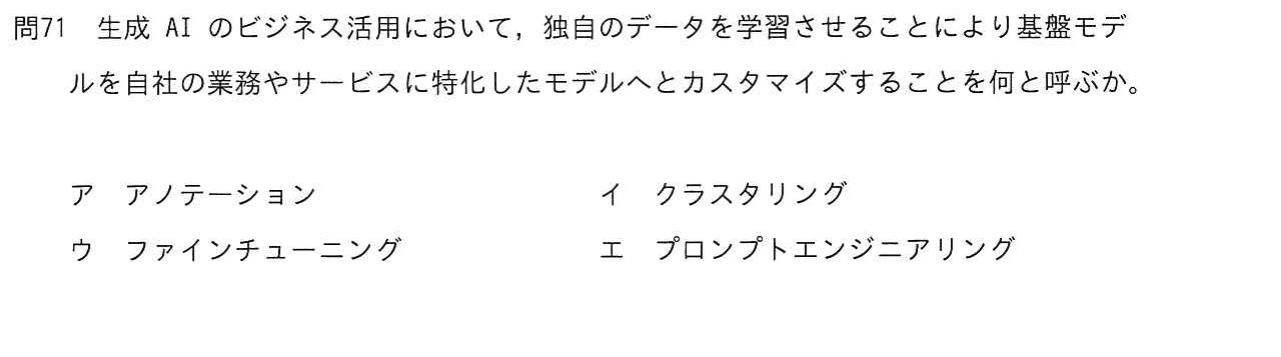 問71 生成 AI のビジネス活用において，独自のデータを学習させることにより基盤モデ
ルを自社の業務やサービスに特化したモデルへとカスタマイズすることを何と呼ぶか。
ア アノテーション イ クラスタリング
ウ ファインチューニング エ プロンプトエンジニアリング